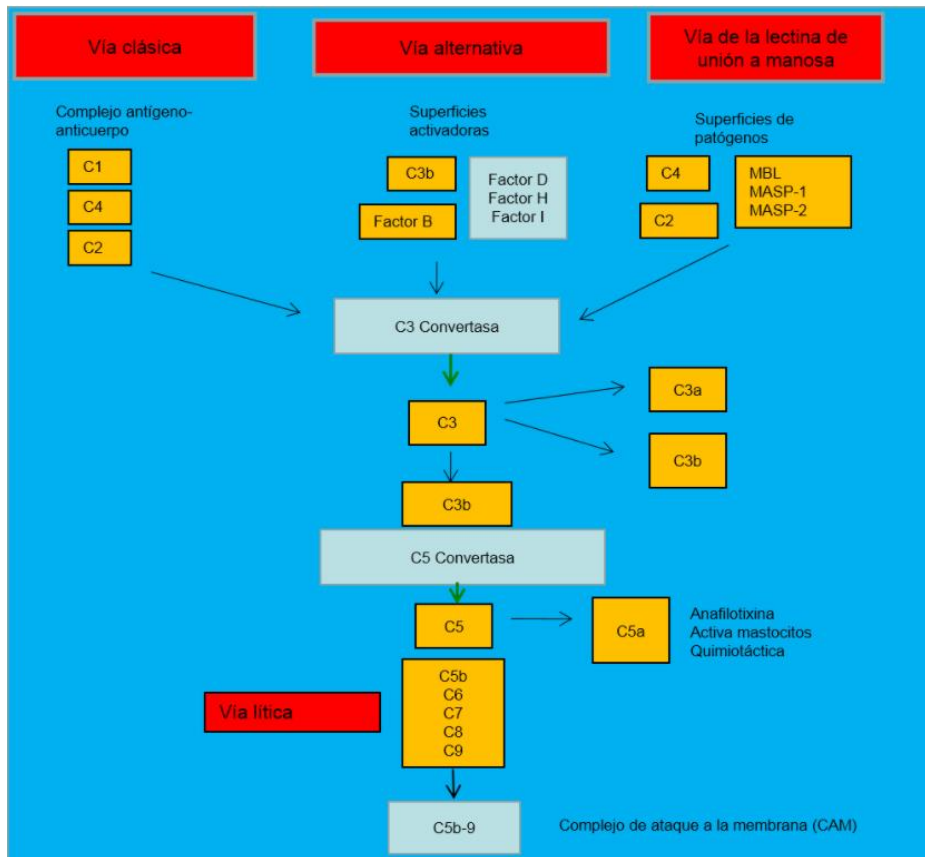 Vía clásica
Vía alternativa
Vía de la lectina de
unión a manosa
Complejo antígeno-
anticuerpo
C1
C4
C2
Superficies
activadoras
C3b
Factor B
Factor D
Factor H
Factor I
Superficies de
patógenos
C4
C2
MBL
MASP-1
MASP-2
C3 Convertasa
C3
C3a
C3b
C3b
C5 Convertasa
C5
C5a
Anafilotixina
Activa mastocitos
Quimiotáctica
Vía lítica
C5b
C6
C7
C8
C9
C5b-9
Complejo de ataque a la membrana (CAM)